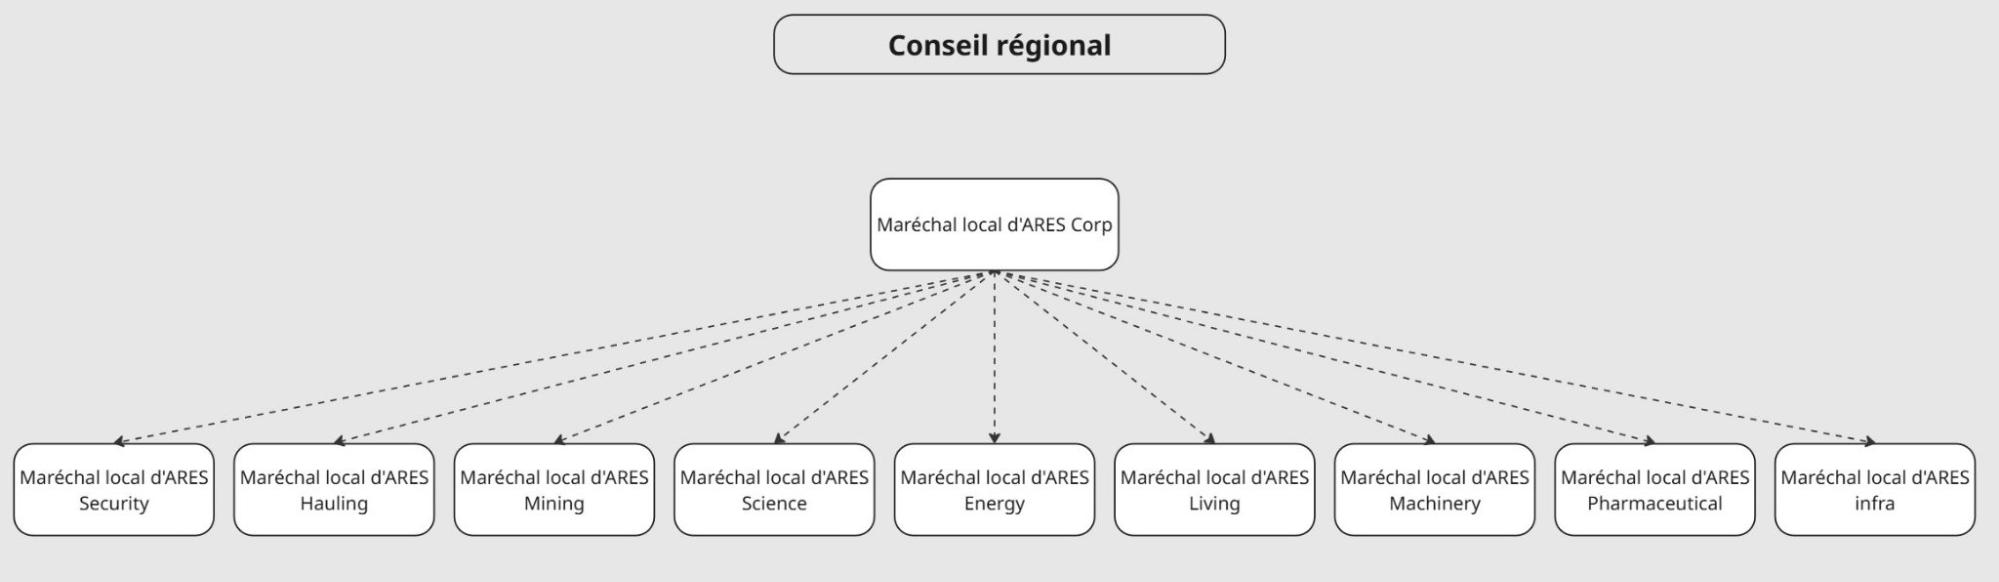 Conseil régional
Maréchal local d'ARES Corp
Maréchal local d'ARES
Security
Maréchal local d'ARES
Hauling
Maréchal local d'ARES
Mining
Maréchal local d'ARES
Science
Maréchal local d'ARES
Energy
Maréchal local d'ARES
Living
Maréchal local d'ARES
Machinery
Maréchal local d'ARES
Pharmaceutical
Maréchal local d'ARES
infra